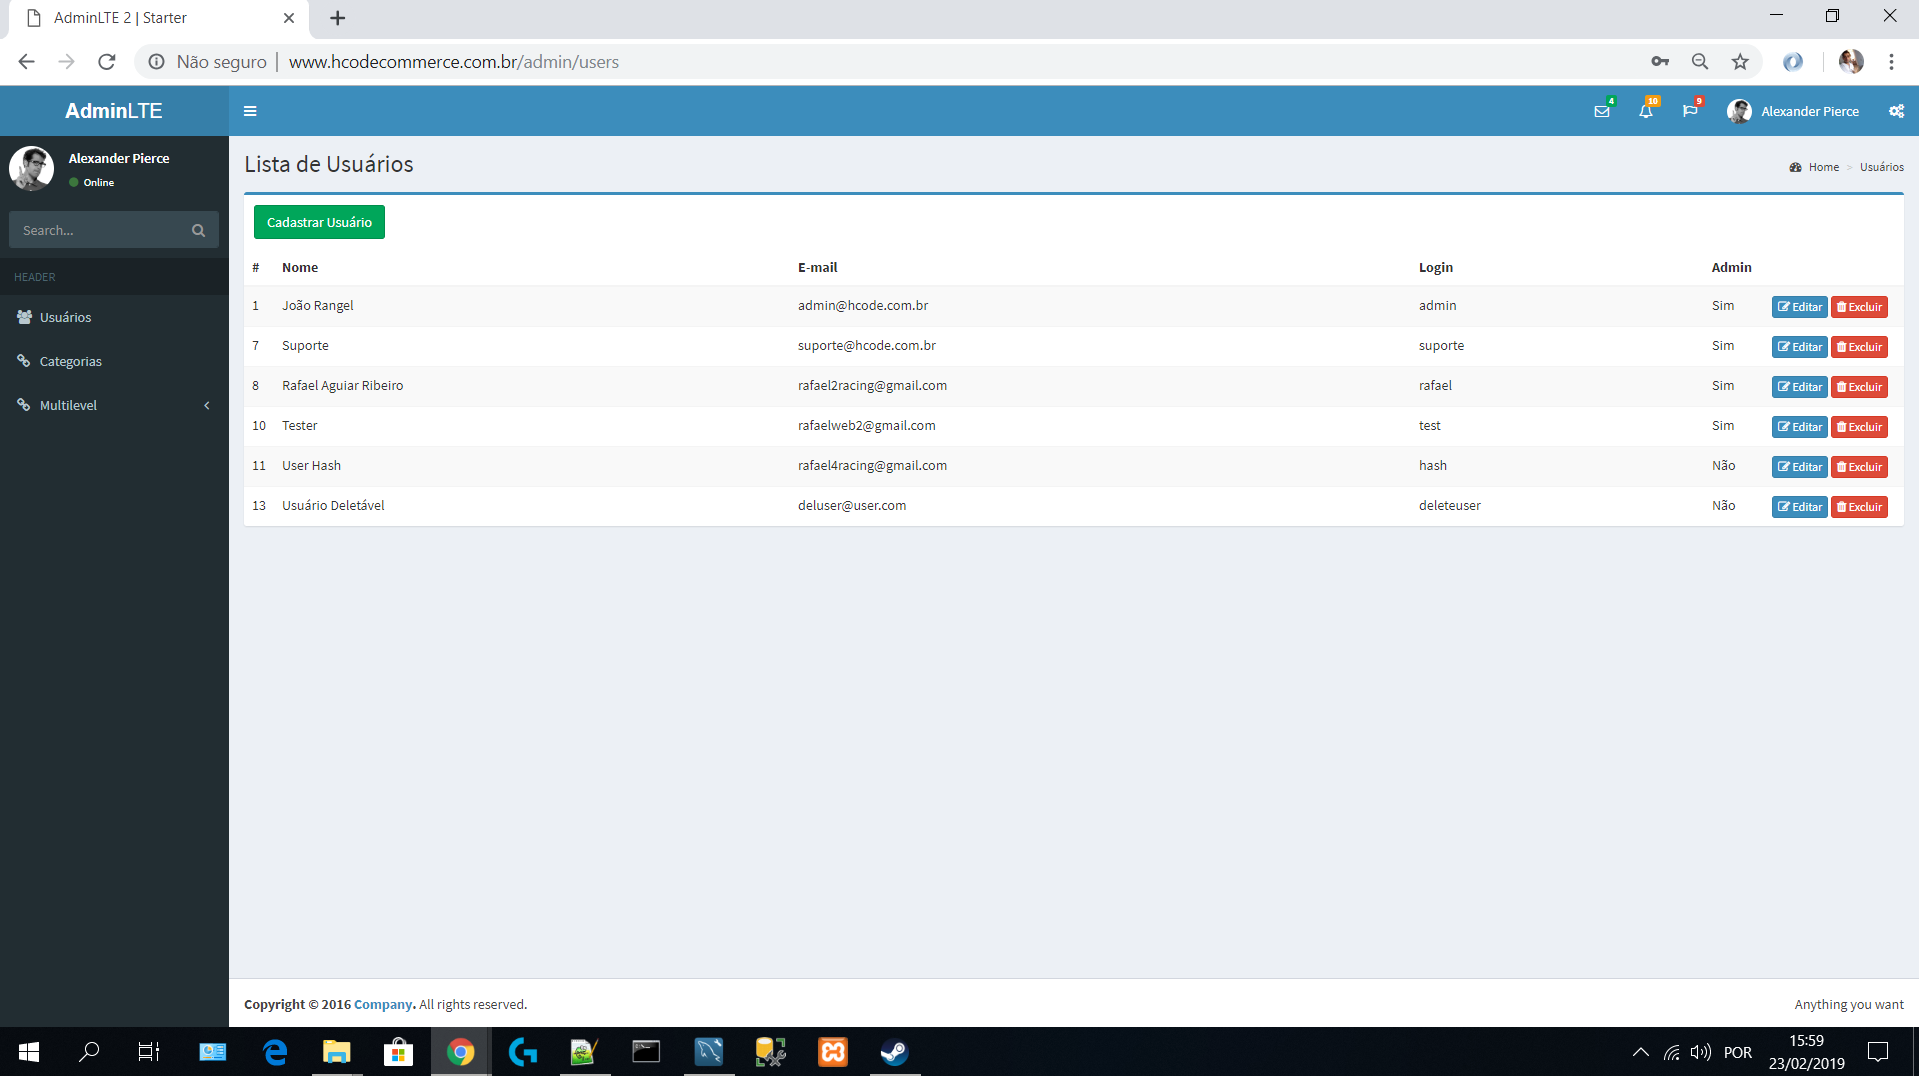 AdminLTE 2 | Starter
Não seguro | www.hcodecommerce.com.br/admin/users
AdminLTE
4
10
9
Alexander Pierce
Alexander Pierce
Online
Search...
HEADER
Usuários
Categorias
Multilevel
Lista de Usuários
Home > Usuários
Cadastrar Usuário
# Nome E-mail Login Admin
1 João Rangel admin@hcode.com.br admin Sim Editar Excluir
7 Suporte suporte@hcode.com.br suporte Sim Editar Excluir
8 Rafael Aguiar Ribeiro rafael2racing@gmail.com rafael Sim Editar Excluir
10 Tester rafaelweb2@gmail.com test Sim Editar Excluir
11 User Hash rafael4racing@gmail.com hash Não Editar Excluir
13 Usuário Deletável deluser@user.com deleteuser Não Editar Excluir
Copyright © 2016 Company. All rights reserved. Anything you want
POR
15:59
23/02/2019